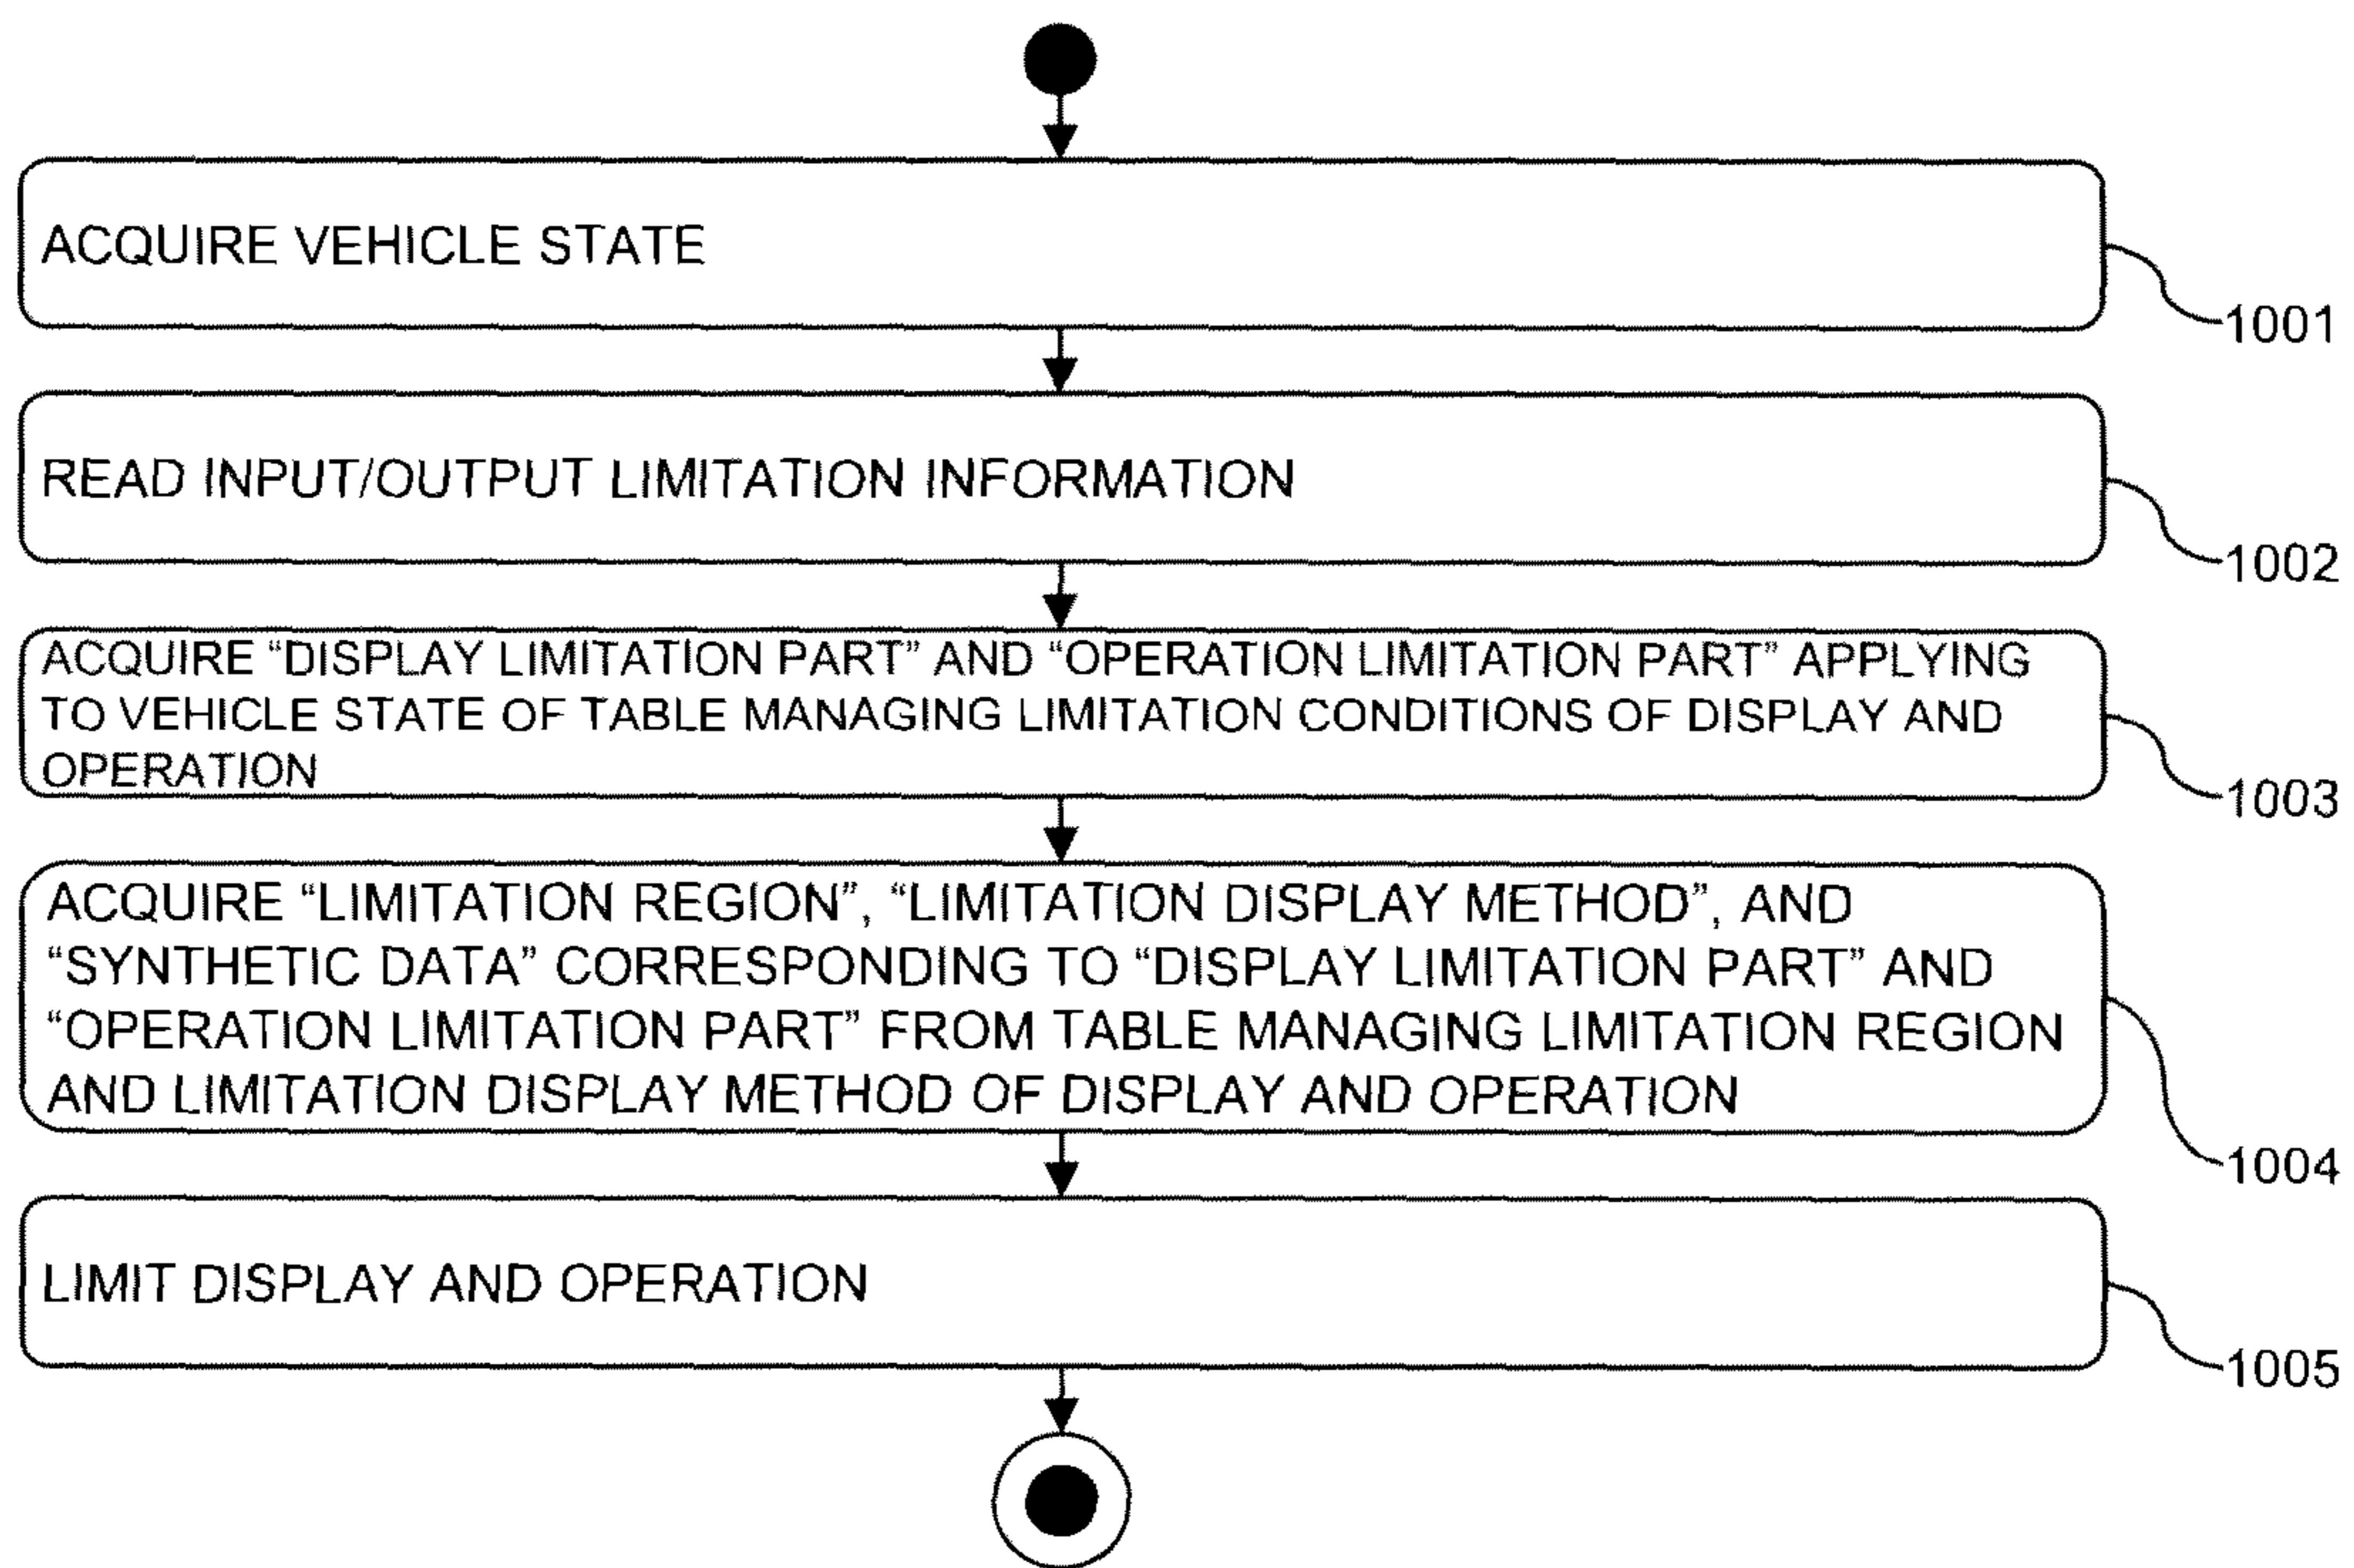 ACQUIRE VEHICLE STATE
1001
READ INPUT/OUTPUT LIMITATION INFORMATION
1002
ACQUIRE “DISPLAY LIMITATION PART” AND “OPERATION LIMITATION PART” APPLYING
TO VEHICLE STATE OF TABLE MANAGING LIMITATION CONDITIONS OF DISPLAY AND
OPERATION
1003
ACQUIRE “LIMITATION REGION”, “LIMITATION DISPLAY METHOD”, AND
“SYNTHETIC DATA” CORRESPONDING TO “DISPLAY LIMITATION PART” AND
“OPERATION LIMITATION PART” FROM TABLE MANAGING LIMITATION REGION
AND LIMITATION DISPLAY METHOD OF DISPLAY AND OPERATION
1004
LIMIT DISPLAY AND OPERATION
1005